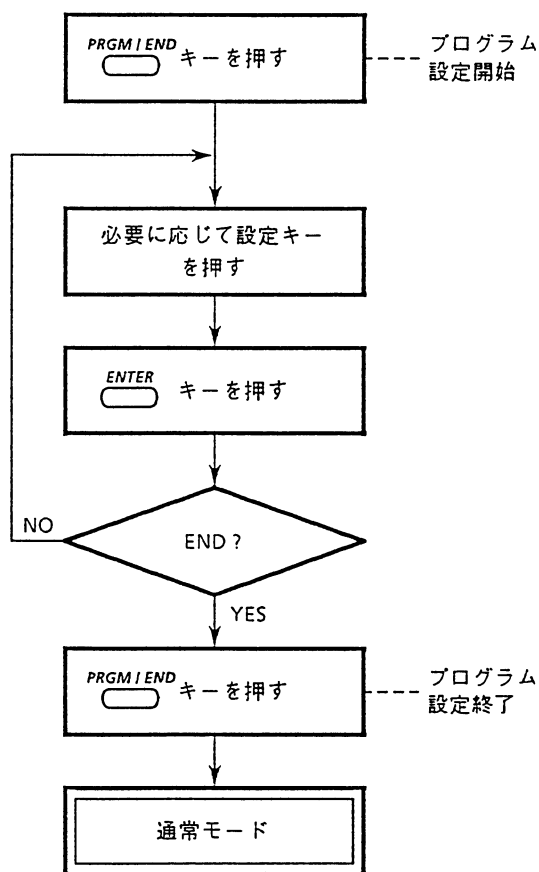 PRGM / END キーを押す
プログラム
設定開始
必要に応じて設定キー
を押す
ENTER キーを押す
END ?
NO
YES
PRGM / END キーを押す
プログラム
設定終了
通常モード